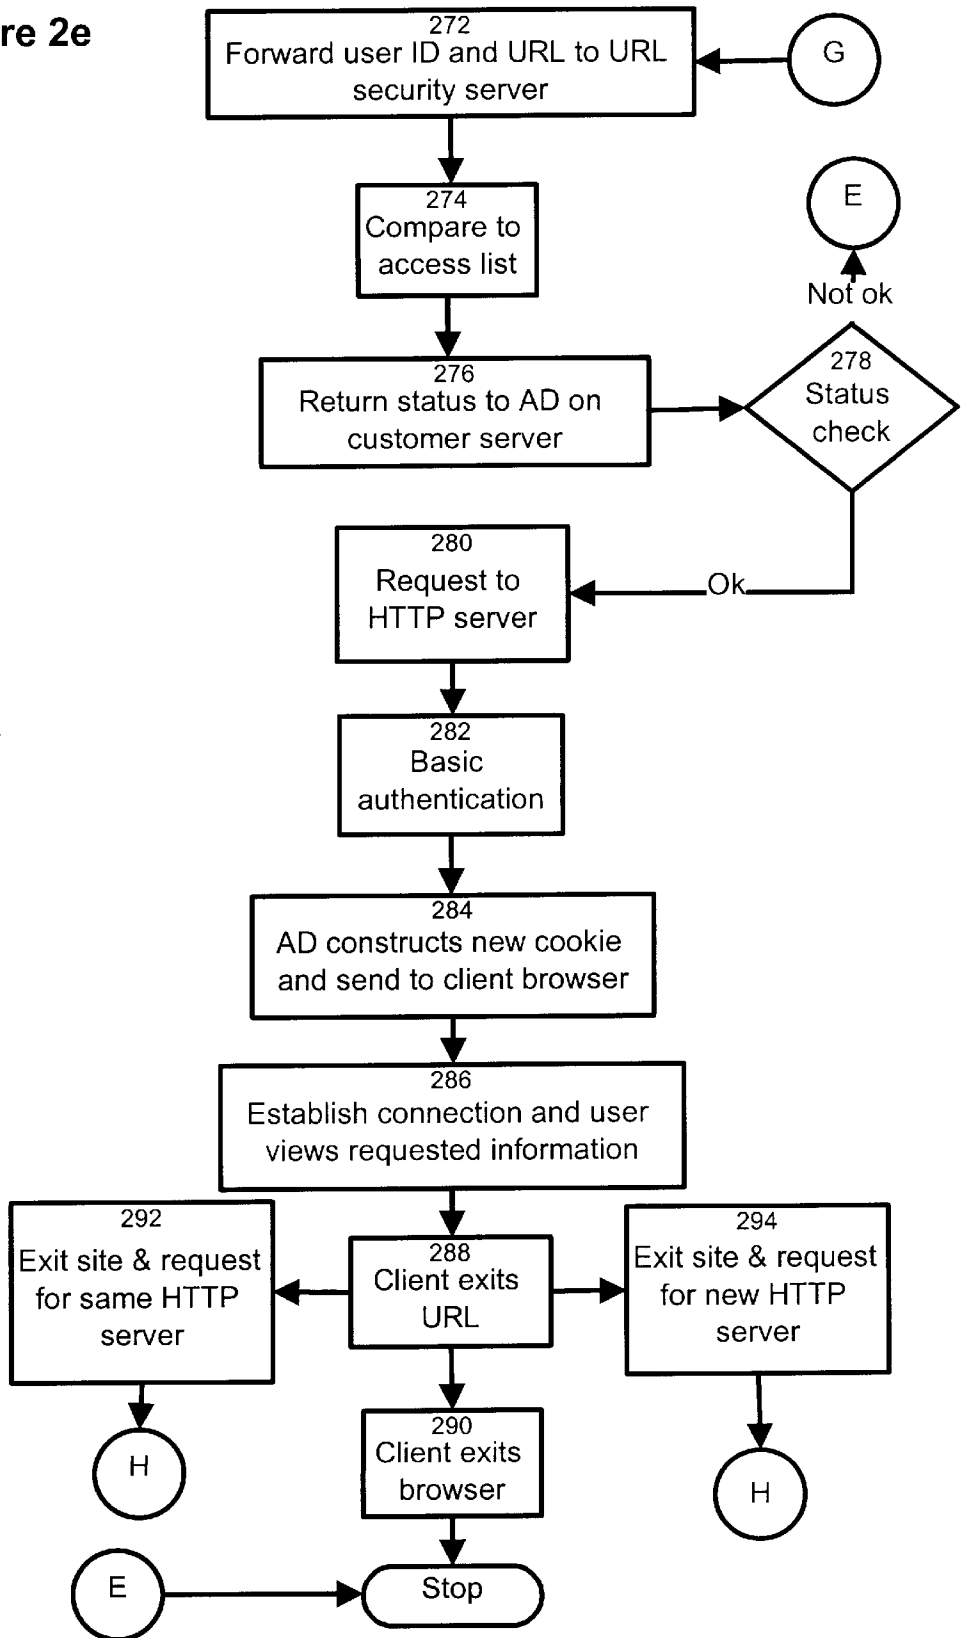 re 2e
272
Forward user ID and URL to URL
security server
G
274
Compare to
access list
E
Not ok
276
Return status to AD on
customer server
278
Status
check
280
Request to
HTTP server
Ok
282
Basic
authentication
284
AD constructs new cookie
and send to client browser
286
Establish connection and user
views requested information
292
Exit site & request
for same HTTP
server
288
Client exits
URL
294
Exit site & request
for new HTTP
server
H
290
Client exits
browser
H
E
Stop